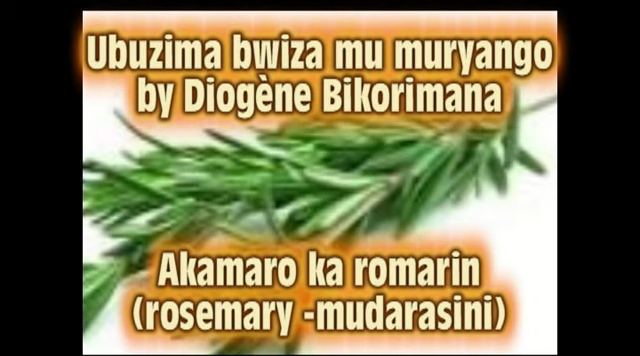 Ubuzima bwiza mu muryango
by Diogène Bikorimana
Akamaro ka romarin
(rosemary -mudarasini)